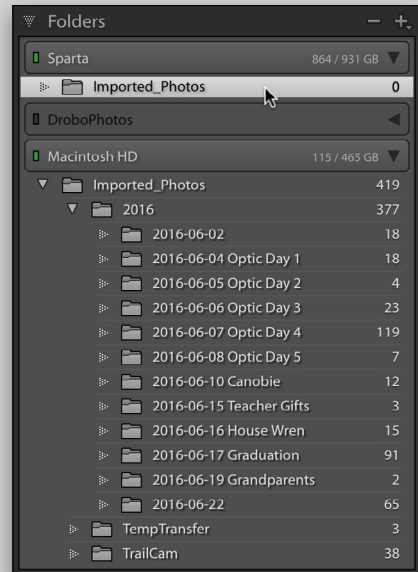 Folders
Sparta 864 / 931 GB
Imported_Photos 0
DroboPhotos
Macintosh HD 115 / 465 GB
Imported_Photos 419
2016 377
2016-06-02 18
2016-06-04 Optic Day 1 18
2016-06-05 Optic Day 2 4
2016-06-06 Optic Day 3 23
2016-06-07 Optic Day 4 119
2016-06-08 Optic Day 5 7
2016-06-10 Canobie 12
2016-06-15 Teacher Gifts 3
2016-06-16 House Wren 15
2016-06-17 Graduation 91
2016-06-19 Grandparents 2
2016-06-22 65
TempTransfer 3
TrailCam 38